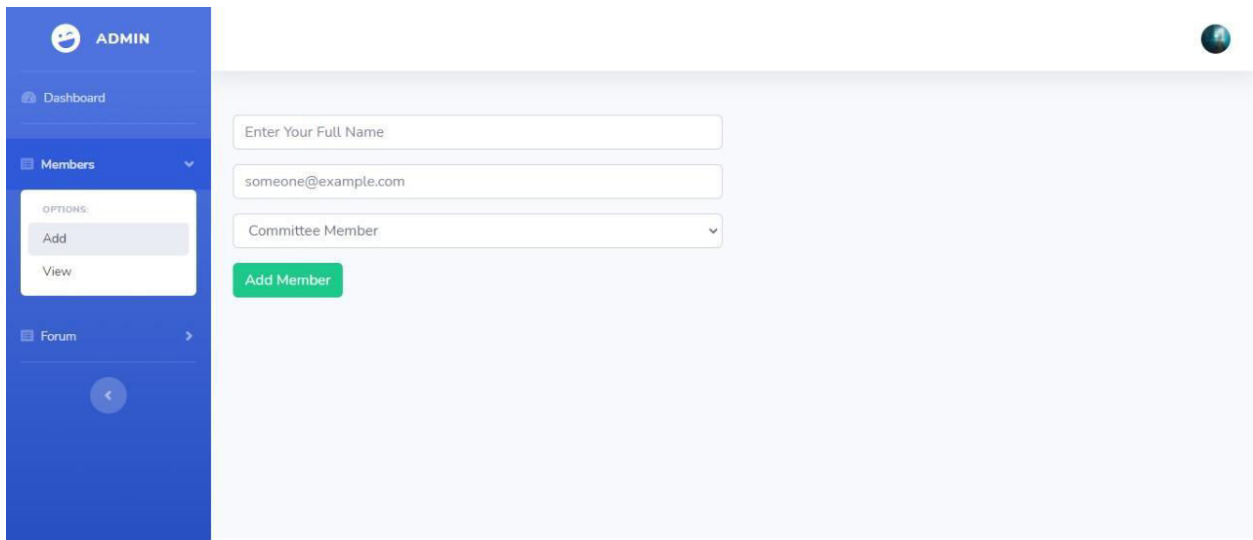 ADMIN
Dashboard
Members
OPTIONS:
Add
View
Forum
Enter Your Full Name
someone@example.com
Committee Member
Add Member